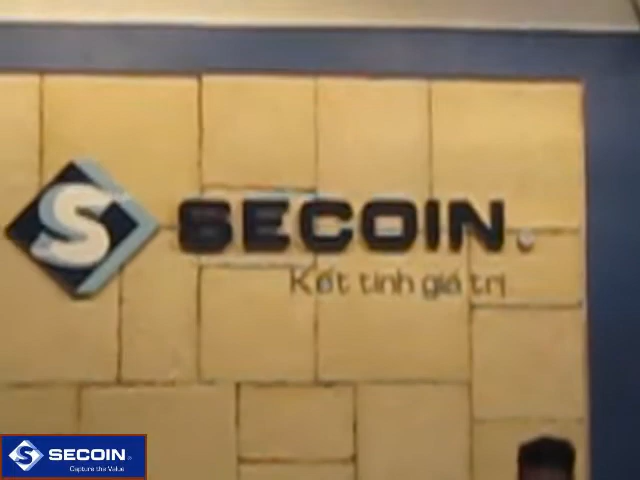 SECOIN
Kết tinh giá trị
SECOIN
Capture the Value